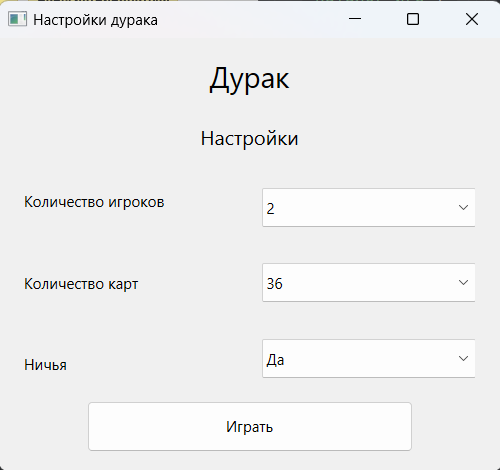 Настройки дурака
Дурак
Настройки
Количество игроков
2
Количество карт
36
Ничья
Да
Играть